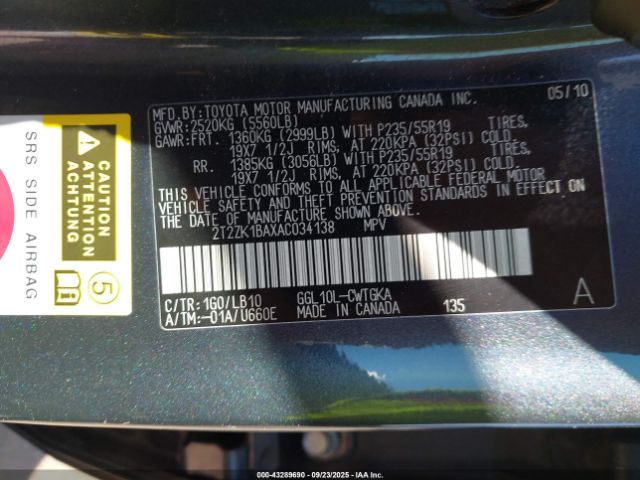 MFD. BY: TOYOTA MOTOR MANUFACTURING CANADA INC. 05/10
GVWR: 2520KG (5560LB)
GAWR: FRT. 1360KG (2999LB) WITH P235/55R19 TIRES,
19X7 1/2J RIMS, AT 220KPA (32PSI) COLD.
RR. 1385KG (3056LB) WITH P235/55R19 TIRES,
19X7 1/2J RIMS, AT 220KPA (32PSI) COLD.
THIS VEHICLE CONFORMS TO ALL APPLICABLE FEDERAL MOTOR
VEHICLE SAFETY AND THEFT PREVENTION STANDARDS IN EFFECT ON
THE DATE OF MANUFACTURE SHOWN ABOVE.
2T2ZK1BAXAC034138 MPV
C/TR: 1G0/LB10 GGL10L-CWTGKA A
A/TM:-01A/U660E MADE IN CANADA 135
SRS SIDE AIRBAG
CAUTION
ATTENTION
ACHTUNG
5
000-43289690 - 09/23/2025 - IAAI.COM